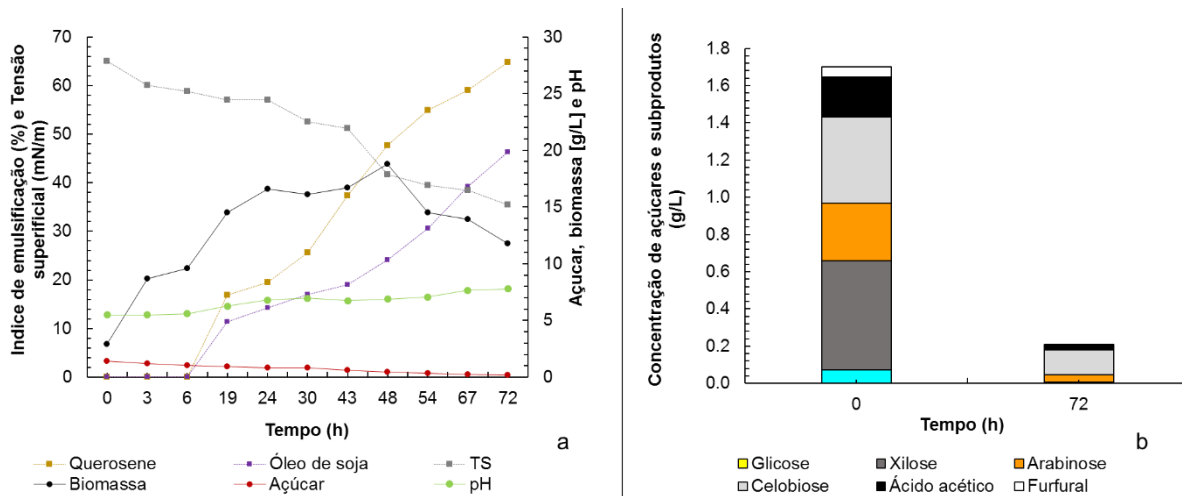 Indice de emulsificação (%) e Tensão
superificial (mN/m)
70
60
50
40
30
20
10
0
30
25
20
15
10
5
0
Açucar, biomassa [g/L] e pH
0 3 6 19 24 30 43 48 54 67 72
Tempo (h)
a
Querosene Óleo de soja TS
Biomassa Açúcar pH
Concentração de açúcares e subprodutos
(g/L)
1.8
1.6
1.4
1.2
1.0
0.8
0.6
0.4
0.2
0.0
0 72
Tempo (h)
b
Glicose Xilose Arabinose
Celobiose Ácido acético Furfural